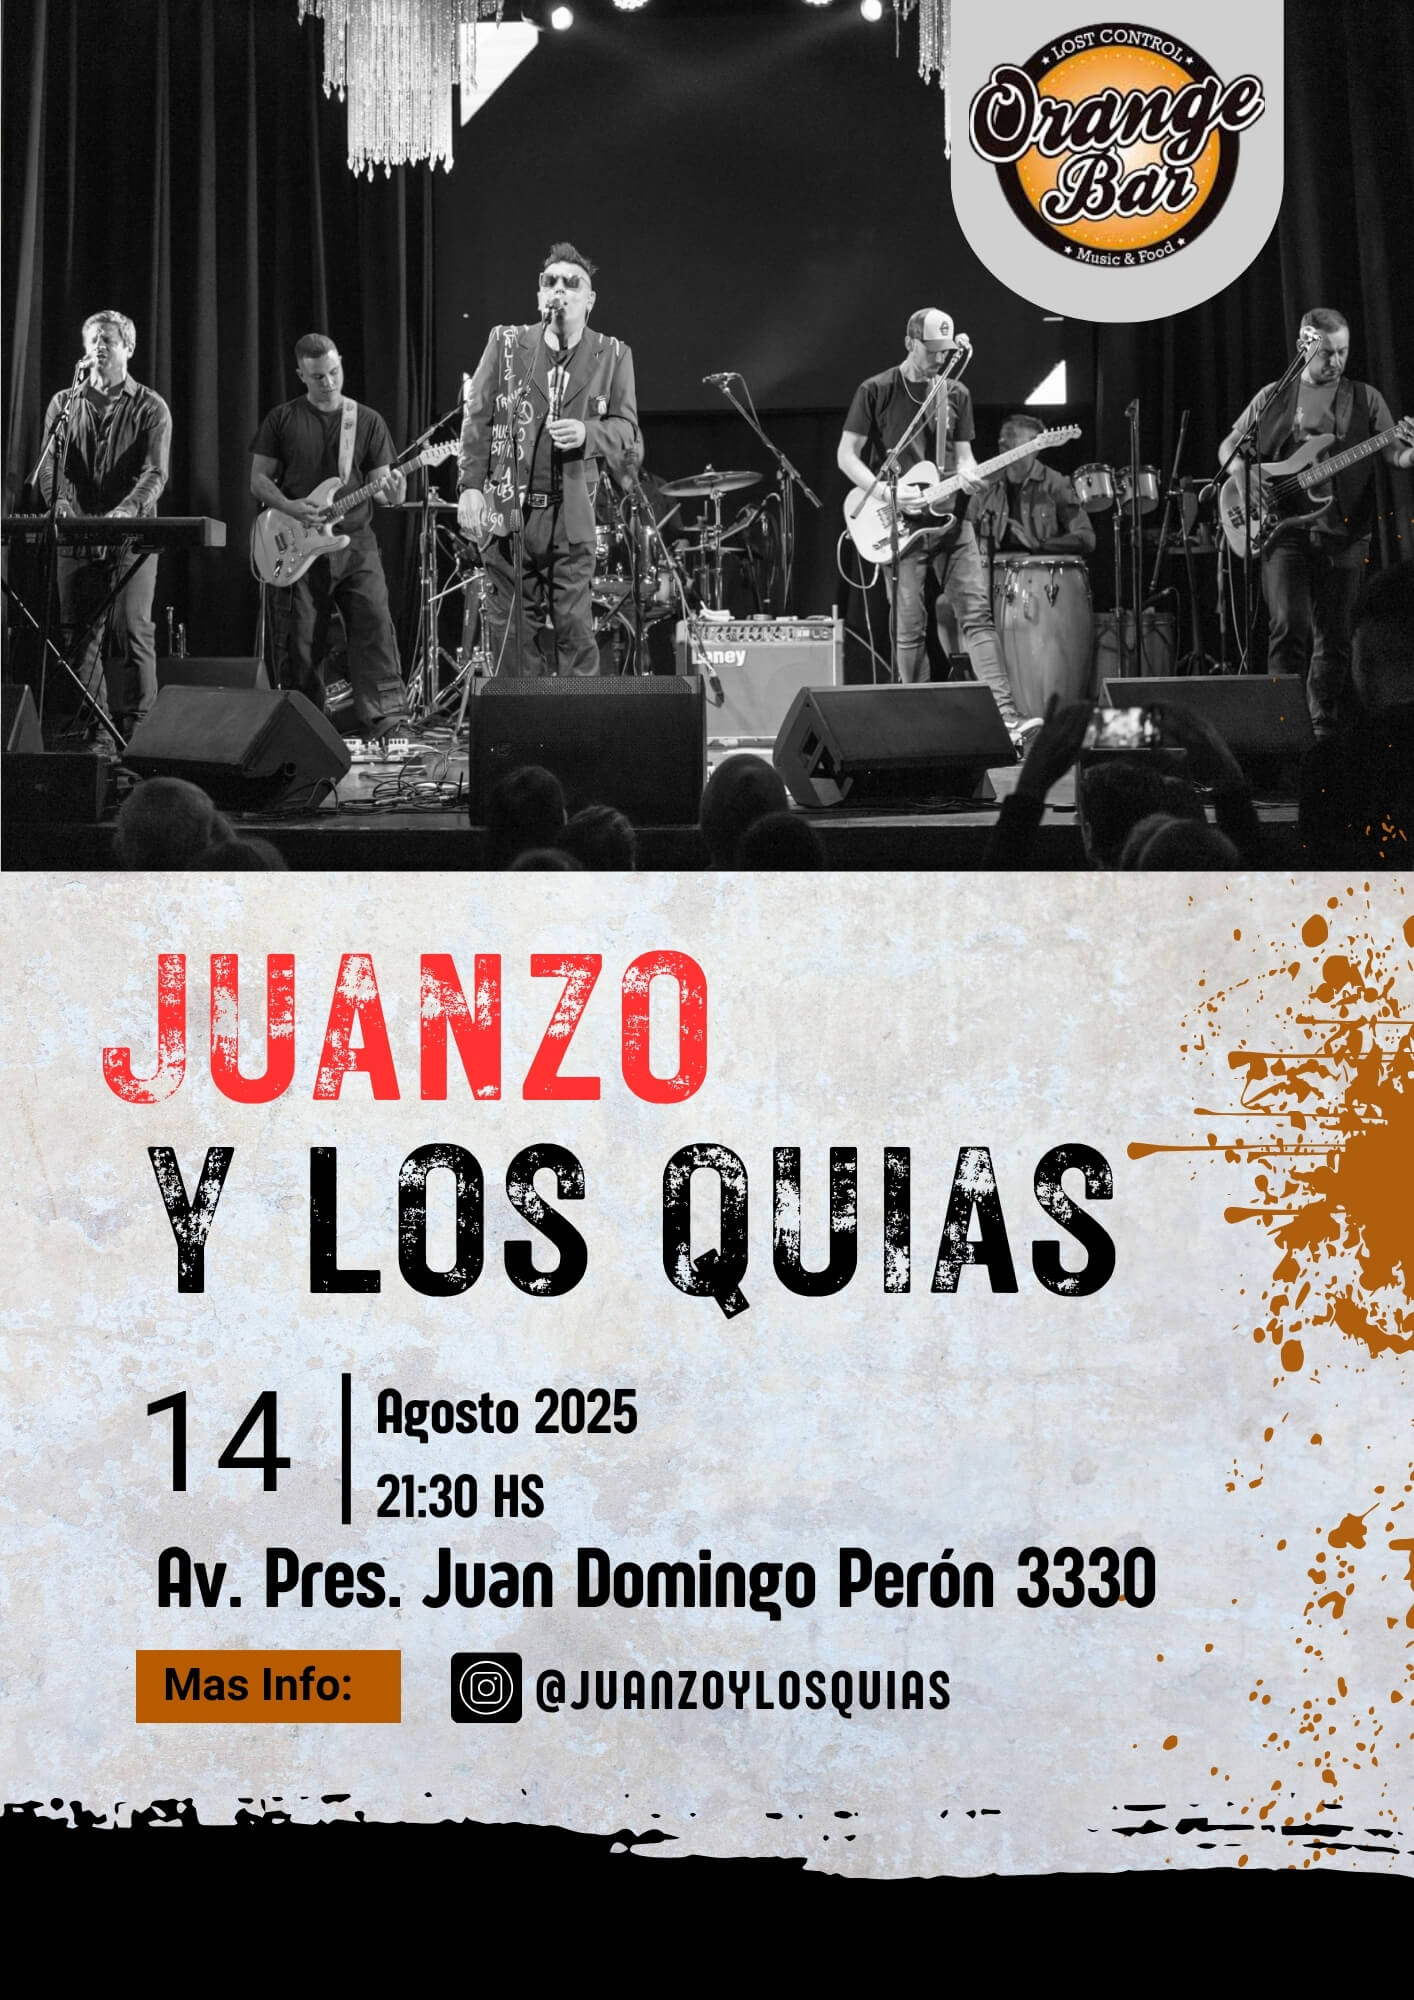 LOST CONTROL
Orange
Bar
Music & Food
Laney
JUANZO
Y LOS QUIAS
14
Agosto 2025
21:30 HS
Av. Pres. Juan Domingo Perón 3330
Mas Info:
@JUANZOYLOSQUIAS